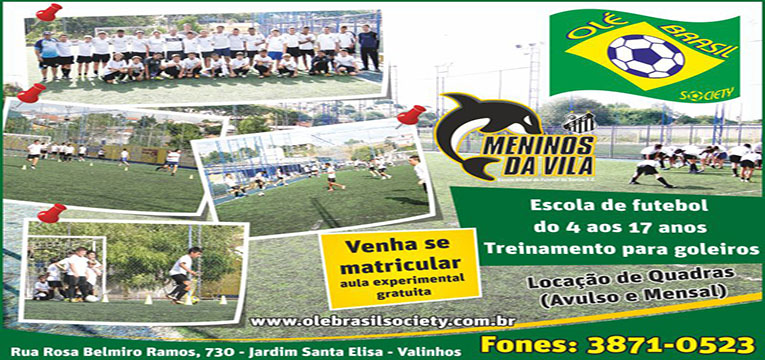 OLE BRASIL
SOCIETY
MENINOS
DA VILA
Escola de futebol
do 4 aos 17 anos
Treinamento para goleiros
Venha se
matricular
aula experimental
gratuita
Locação de Quadras
(Avulso e Mensal)
www.olebrasilsociety.com.br
Rua Rosa Belmiro Ramos, 730 - Jardim Santa Elisa - Valinhos
Fones: 3871-0523